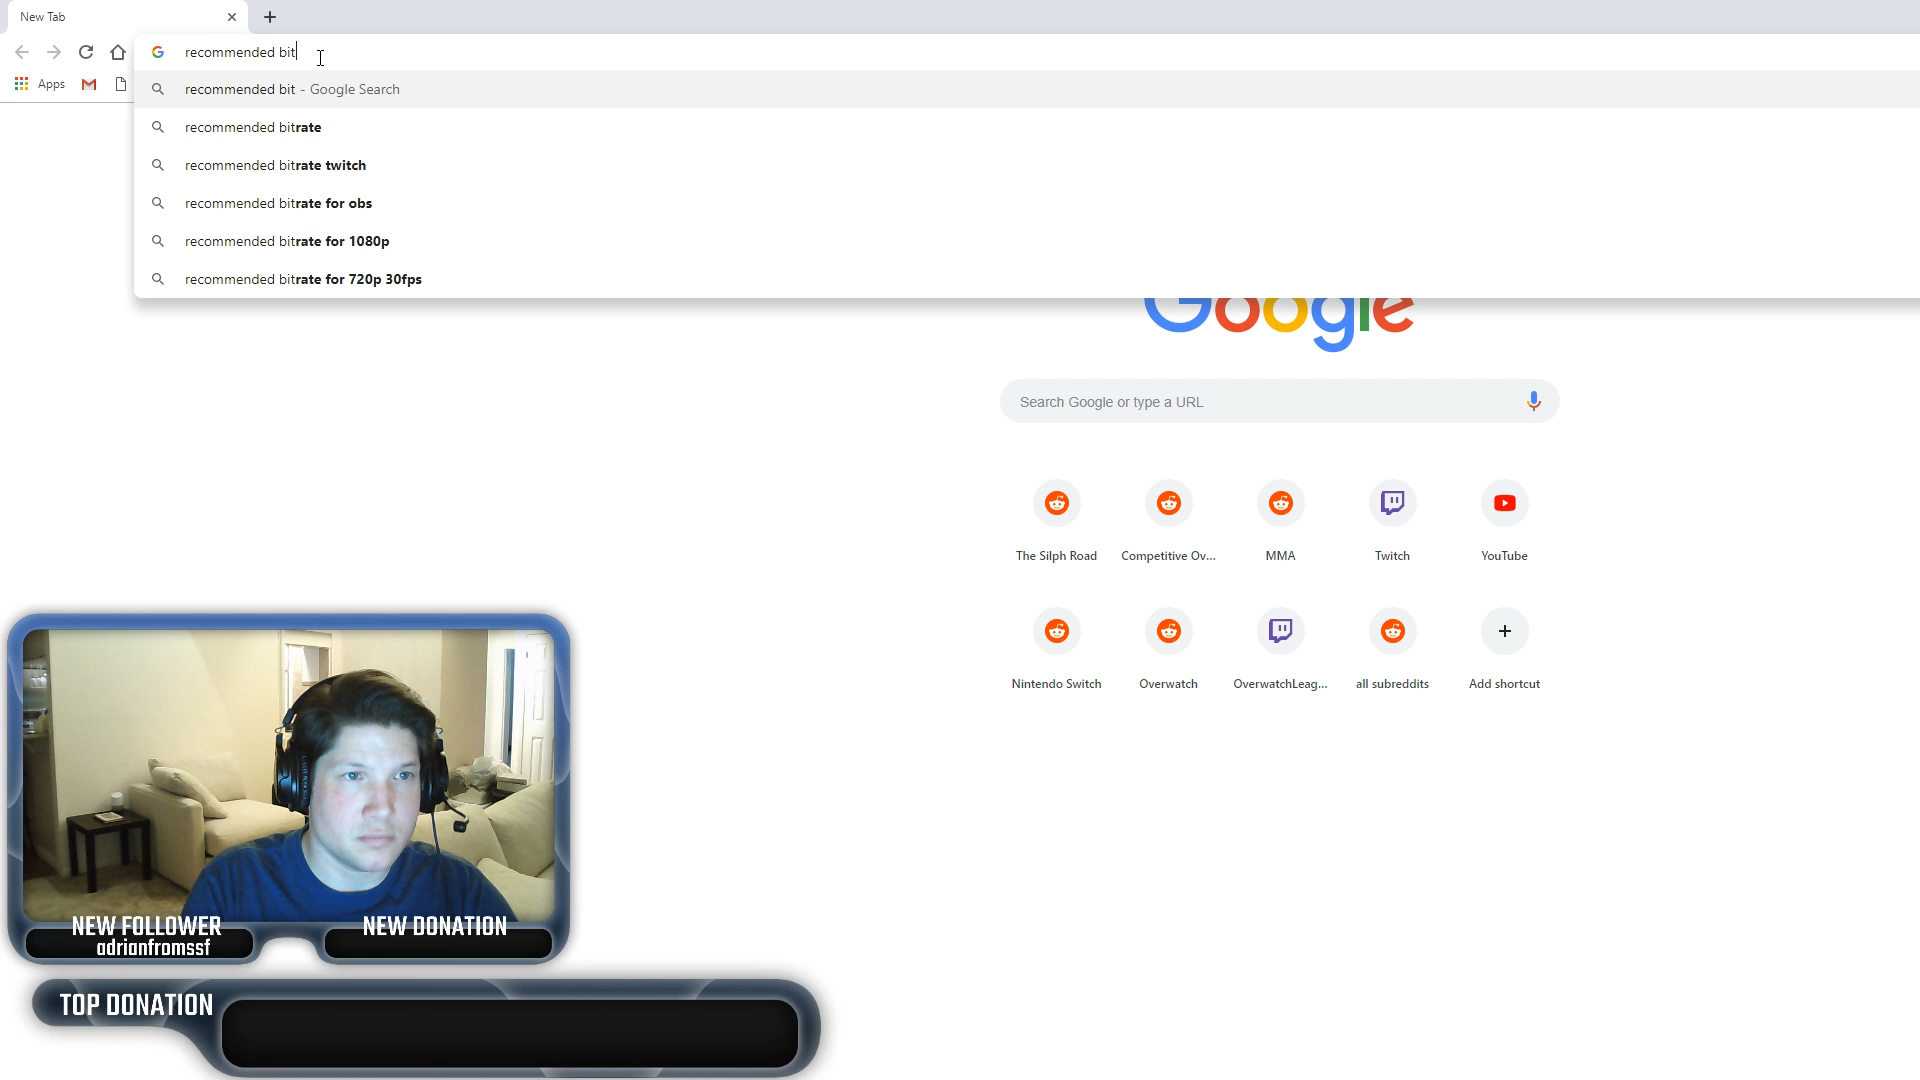 New Tab
recommended bit
Apps
recommended bit - Google Search
recommended bitrate
recommended bitrate twitch
recommended bitrate for obs
recommended bitrate for 1080p
recommended bitrate for 720p 30fps
Google
Search Google or type a URL
The Silph Road
Competitive Ov...
MMA
Twitch
YouTube
Nintendo Switch
Overwatch
OverwatchLeag...
all subreddits
Add shortcut
NEW FOLLOWER
adrianfromssf
NEW DONATION
TOP DONATION